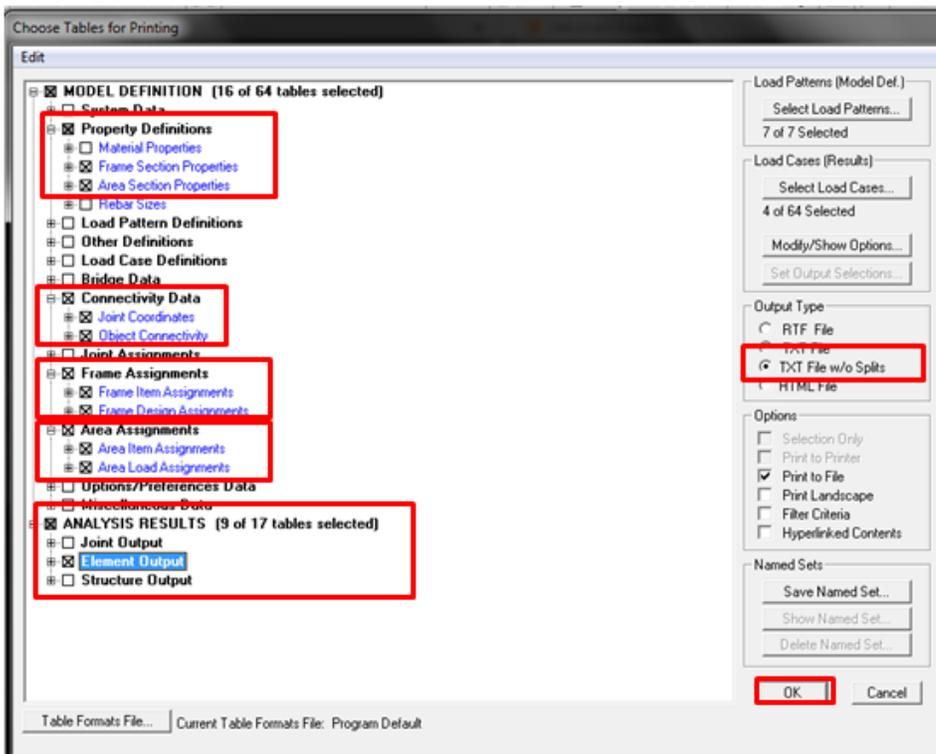 Choose Tables for Printing
Edit
MODEL DEFINITION (16 of 64 tables selected)
System Data
Property Definitions
Material Properties
Frame Section Properties
Area Section Properties
Rebar Sizes
Load Pattern Definitions
Other Definitions
Load Case Definitions
Bridge Data
Connectivity Data
Joint Coordinates
Object Connectivity
Joint Assignments
Frame Assignments
Frame Item Assignments
Frame Design Assignments
Area Assignments
Area Item Assignments
Area Load Assignments
Options/Preferences Data
Miscellaneous Data
ANALYSIS RESULTS (9 of 17 tables selected)
Joint Output
Element Output
Structure Output
Table Formats File... Current Table Formats File: Program Default
Load Patterns (Model Def.)
Select Load Patterns...
7 of 7 Selected
Load Cases (Results)
Select Load Cases...
4 of 64 Selected
Modify/Show Options...
Set Output Selections...
Output Type
RTF File
TXT File
TXT File w/o Splits
HTML File
Options
Selection Only
Print to Printer
Print to File
Print Landscape
Filter Criteria
Hyperlinked Contents
Named Sets
Save Named Set...
Show Named Set...
Delete Named Set...
OK Cancel